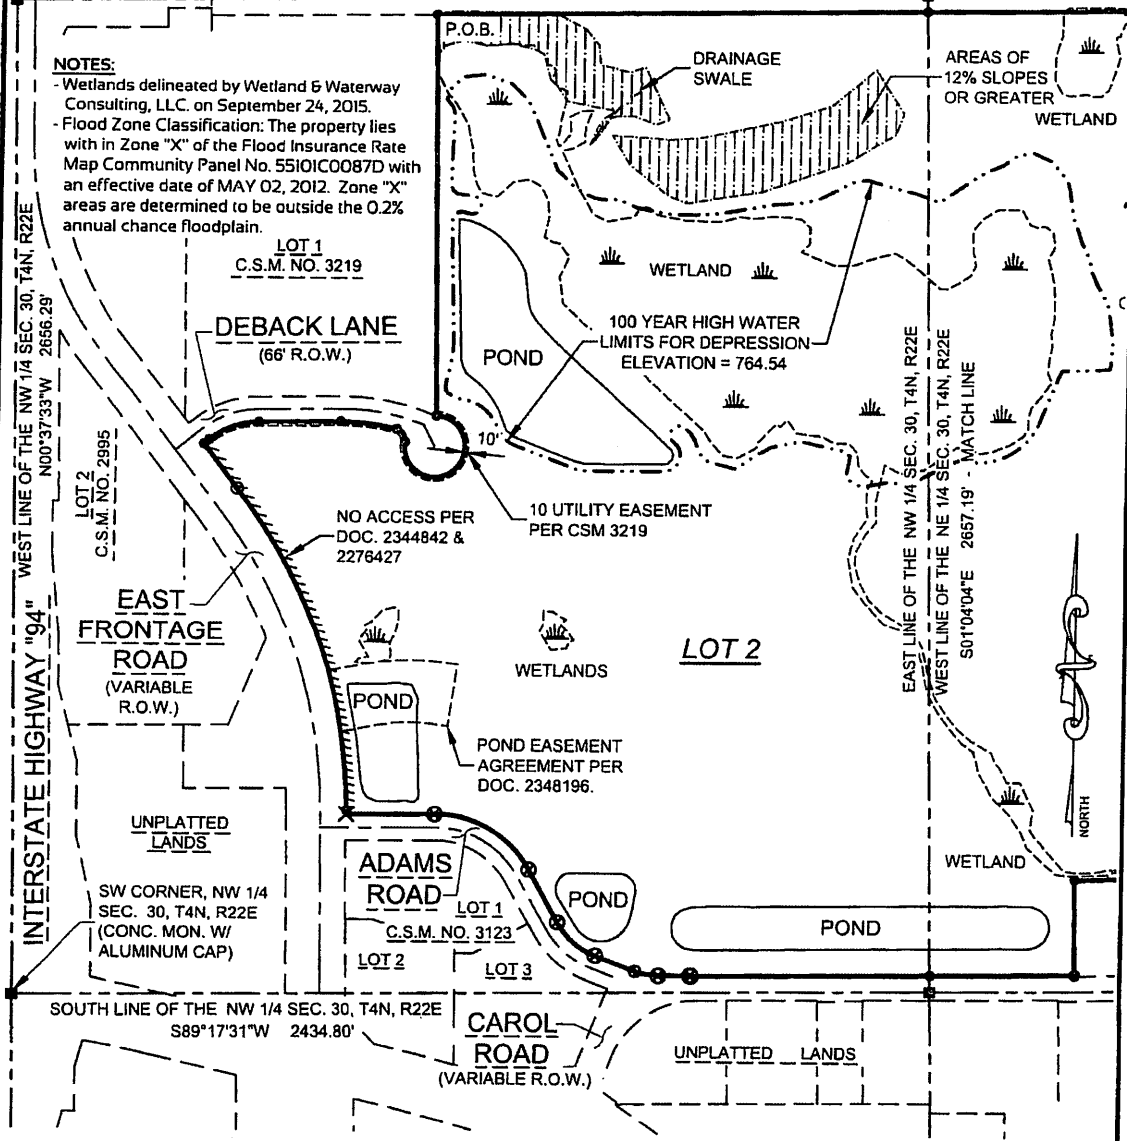 P.O.B.
NOTES:
- Wetlands delineated by Wetland & Waterway
Consulting, LLC. on September 24, 2015.
- Flood Zone Classification: The property lies
with in Zone "X" of the Flood Insurance Rate
Map Community Panel No. 55101C0087D with
an effective date of MAY 02, 2012. Zone "X"
areas are determined to be outside the 0.2%
annual chance floodplain.
DRAINAGE
SWALE
AREAS OF
12% SLOPES
OR GREATER
WETLAND
LOT 1
C.S.M. NO. 3219
WETLAND
DEBACK LANE
(66' R.O.W.)
100 YEAR HIGH WATER
LIMITS FOR DEPRESSION
ELEVATION = 764.54
POND
WEST LINE OF THE NW 1/4 SEC. 30, T4N, R22E
N00°37'33"W 2656.29'
LOT 2
C.S.M. NO. 2995
10'
10 UTILITY EASEMENT
PER CSM 3219
NO ACCESS PER
DOC. 2344842 &
2276427
EAST LINE OF THE NW 1/4 SEC. 30, T4N, R22E
WEST LINE OF THE NE 1/4 SEC. 30, T4N, R22E
S01°04'04"E 2657.19' - MATCH LINE
EAST
FRONTAGE
ROAD
(VARIABLE
R.O.W.)
INTERSTATE HIGHWAY "94"
WETLANDS
LOT 2
POND
POND EASEMENT
AGREEMENT PER
DOC. 2348196.
NORTH
UNPLATTED
LANDS
ADAMS
ROAD
WETLAND
SW CORNER, NW 1/4
SEC. 30, T4N, R22E
(CONC. MON. W/
ALUMINUM CAP)
LOT 1
C.S.M. NO. 3123
LOT 2
LOT 3
POND
POND
SOUTH LINE OF THE NW 1/4 SEC. 30, T4N, R22E
S89°17'31"W 2434.80'
CAROL
ROAD
(VARIABLE R.O.W.)
UNPLATTED LANDS